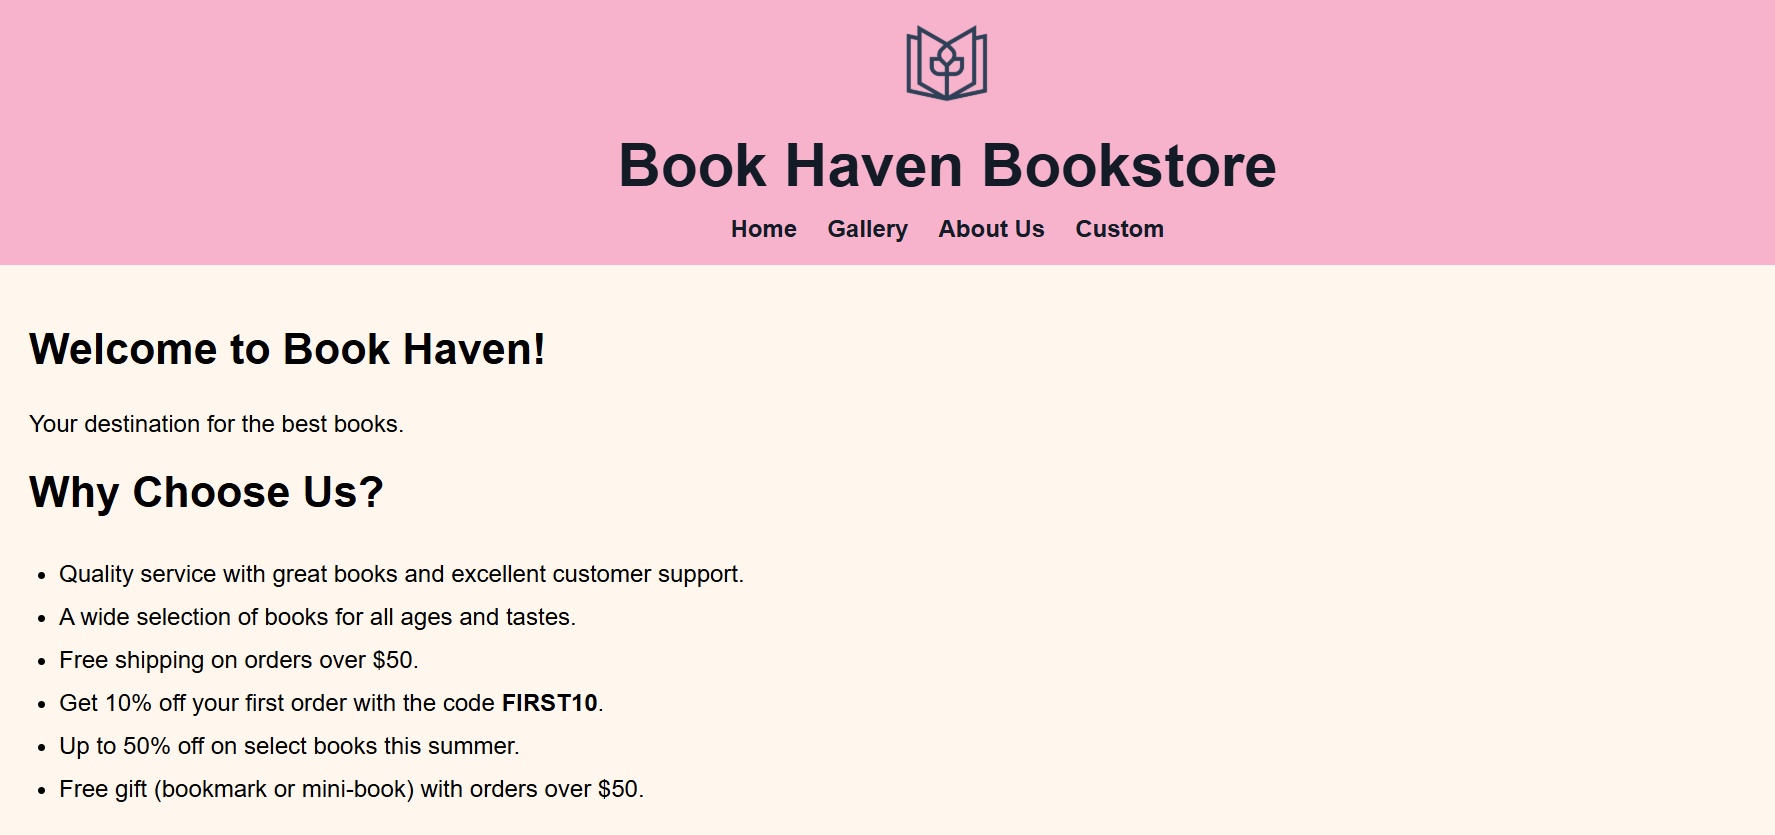 Book Haven Bookstore
Home Gallery About Us Custom
Welcome to Book Haven!
Your destination for the best books.
Why Choose Us?
• Quality service with great books and excellent customer support.
• A wide selection of books for all ages and tastes.
• Free shipping on orders over $50.
• Get 10% off your first order with the code FIRST10.
• Up to 50% off on select books this summer.
• Free gift (bookmark or mini-book) with orders over $50.